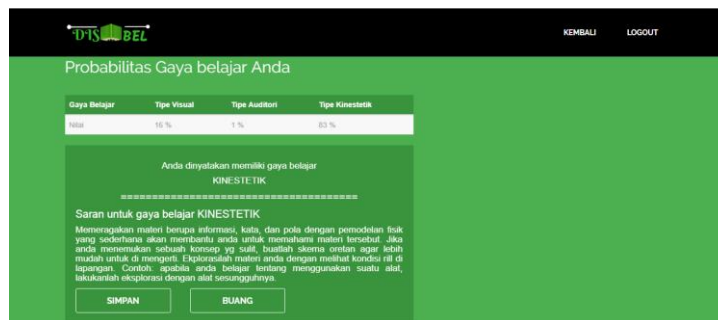 DISBEL
KEMBALI LOGOUT
Probabilitas Gaya belajar Anda
Gaya Belajar Tipe Visual Tipe Auditori Tipe Kinestetik
Nilai 16 % 1 % 83 %
Anda dinyatakan memiliki gaya belajar
KINESTETIK
======================================
Saran untuk gaya belajar KINESTETIK
Memeragakan materi berupa informasi, kata, dan pola dengan pemodelan fisik
yang sederhana akan membantu anda untuk memahami materi tersebut. Jika
anda menemukan sebuah konsep yg sulit, buatlah skema oretan agar lebih
mudah untuk di mengerti. Ekplorasilah materi anda dengan melihat kondisi riil di
lapangan. Contoh: apabila anda belajar tentang menggunakan suatu alat,
lakukanlah eksplorasi dengan alat sesungguhnya.
SIMPAN BUANG